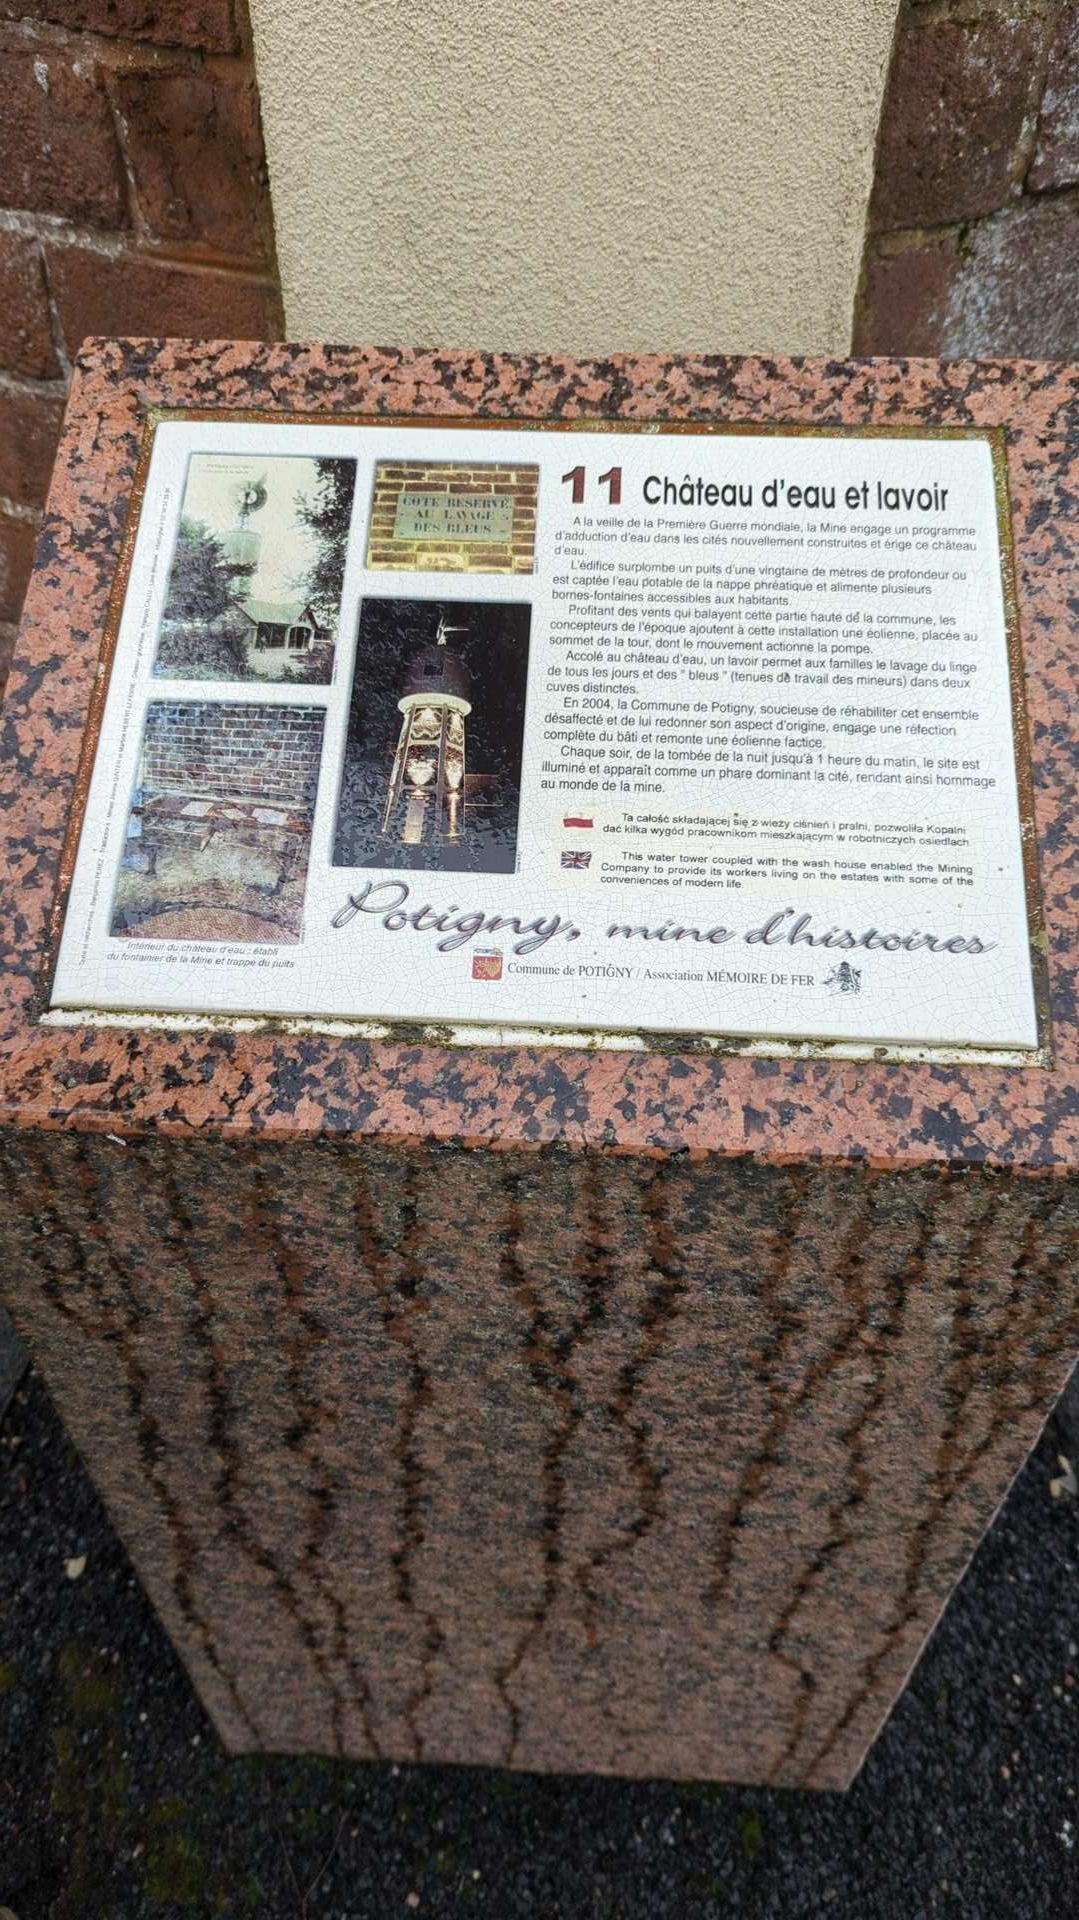 COTE RESERVE
AU LAVAGE
DES BLEUS
11 Château d'eau et lavoir
A la veille de la Première Guerre mondiale, la Mine engage un programme
d'adduction d'eau dans les cités nouvellement construites et érige ce château
d'eau.
L'édifice surplombe un puits d'une vingtaine de mètres de profondeur ou
est captée l'eau potable de la nappe phréatique et alimente plusieurs
bornes-fontaines accessibles aux habitants.
Profitant des vents qui balayent cette partie haute de la commune, les
concepteurs de l'époque ajoutent à cette installation une éolienne, placée au
sommet de la tour, dont le mouvement actionne la pompe.
Accolé au château d'eau, un lavoir permet aux familles le lavage du linge
de tous les jours et des " bleus " (tenues de travail des mineurs) dans deux
cuves distinctes.
En 2004, la Commune de Potigny, soucieuse de réhabiliter cet ensemble
désaffecté et de lui redonner son aspect d'origine, engage une réfection
complète du bâti et remonte une éolienne factice.
Chaque soir, de la tombée de la nuit jusqu'à 1 heure du matin, le site est
illuminé et apparaît comme un phare dominant la cité, rendant ainsi hommage
au monde de la mine.
Ta całość składającej się z wieży ciśnień i pralni, pozwoliła Kopalni
dać kilka wygód pracownikom mieszkającym w robotniczych osiedlach.
This water tower coupled with the wash house enabled the Mining
Company to provide its workers living on the estates with some of the
conveniences of modern life.
Intérieur du château d'eau : établi
du fontainier de la Mine et trappe du puits
Potigny, mine d'histoires
Commune de POTIGNY / Association MÉMOIRE DE FER